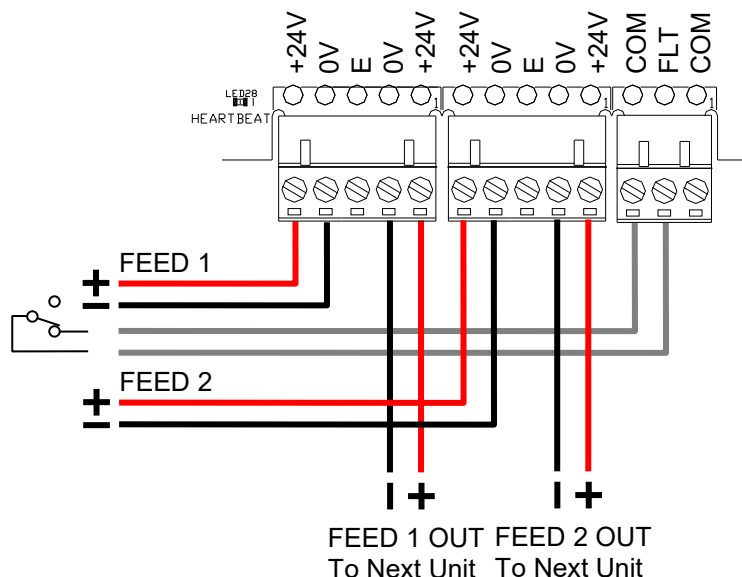 +24V 0V E 0V +24V +24V 0V E 0V +24V COM FLT COM
LED28
HEARTBEAT
1 1 1
FEED 1
+
−
FEED 2
+
−
− + − +
FEED 1 OUT FEED 2 OUT
To Next Unit To Next Unit